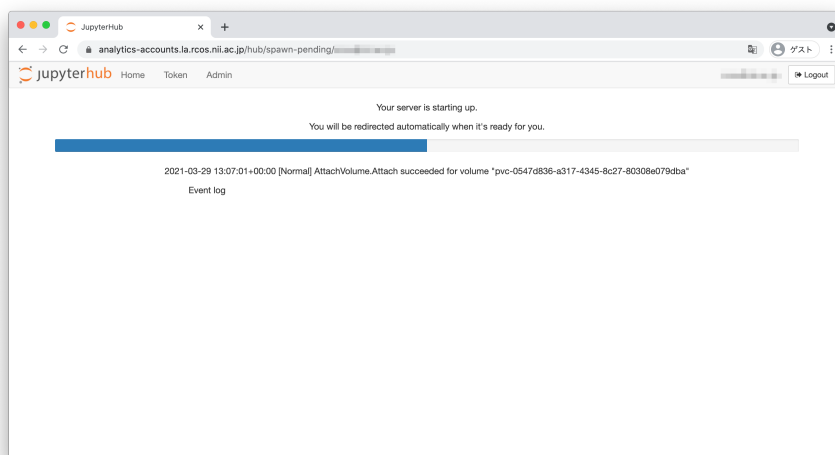 JupyterHub
analytics-accounts.la.rcos.nii.ac.jp/hub/spawn-pending/
ゲスト
jupyterhub Home Token Admin
Logout
Your server is starting up.
You will be redirected automatically when it's ready for you.
2021-03-29 13:07:01+00:00 [Normal] AttachVolume.Attach succeeded for volume "pvc-0547d836-a317-4345-8c27-80308e079dba"
Event log